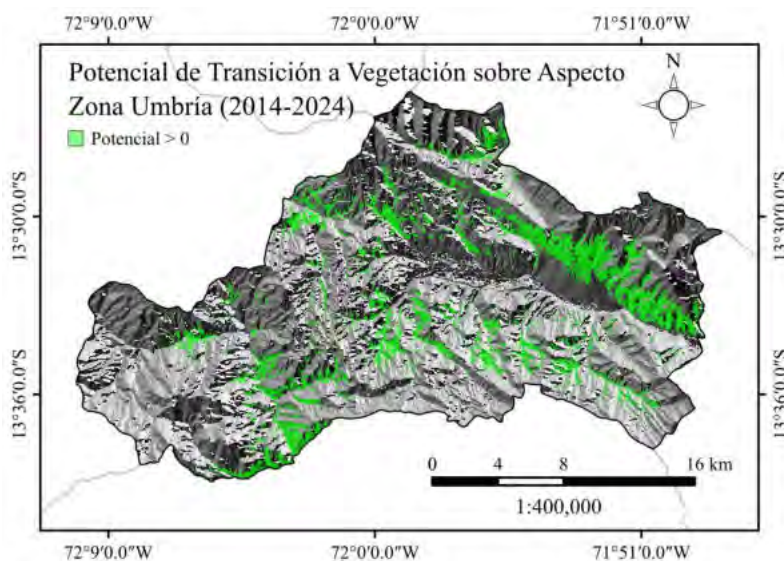 72°9'0.0"W 72°0'0.0"W 71°51'0.0"W
Potencial de Transición a Vegetación sobre Aspecto
Zona Umbría (2014-2024)
Potencial > 0
N
13°30'0.0"S
13°30'0.0"S
13°36'0.0"S
13°36'0.0"S
0 4 8 16 km
1:400,000
72°9'0.0"W 72°0'0.0"W 71°51'0.0"W